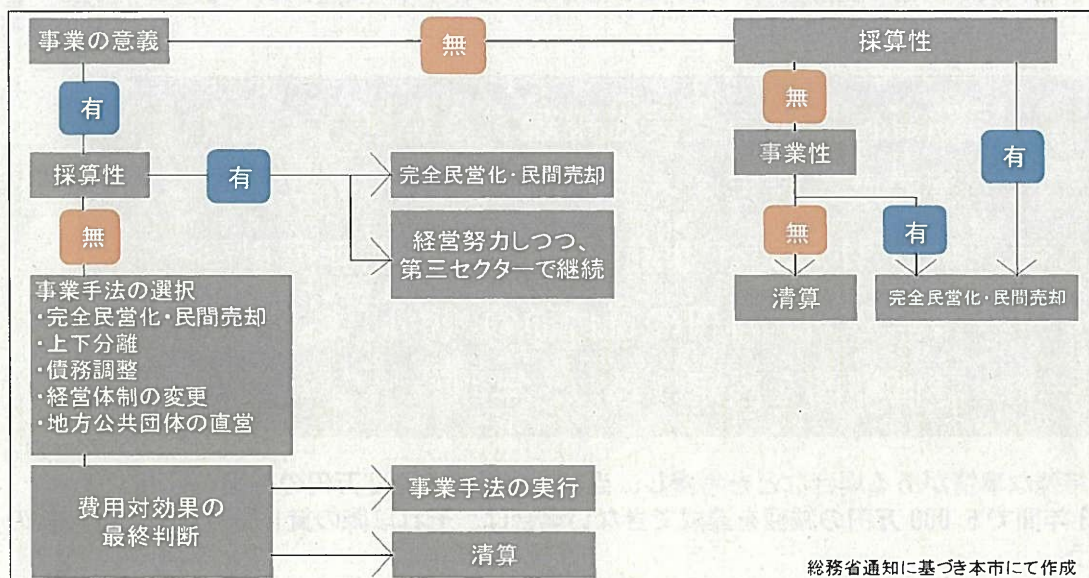 事業の意義
無
採算性
有
無
事業性
有
採算性
有
完全民営化・民間売却
無
経営努力しつつ、
第三セクターで継続
無
有
清算
完全民営化・民間売却
事業手法の選択
・完全民営化・民間売却
・上下分離
・債務調整
・経営体制の変更
・地方公共団体の直営
費用対効果の
最終判断
事業手法の実行
清算
総務省通知に基づき本市にて作成